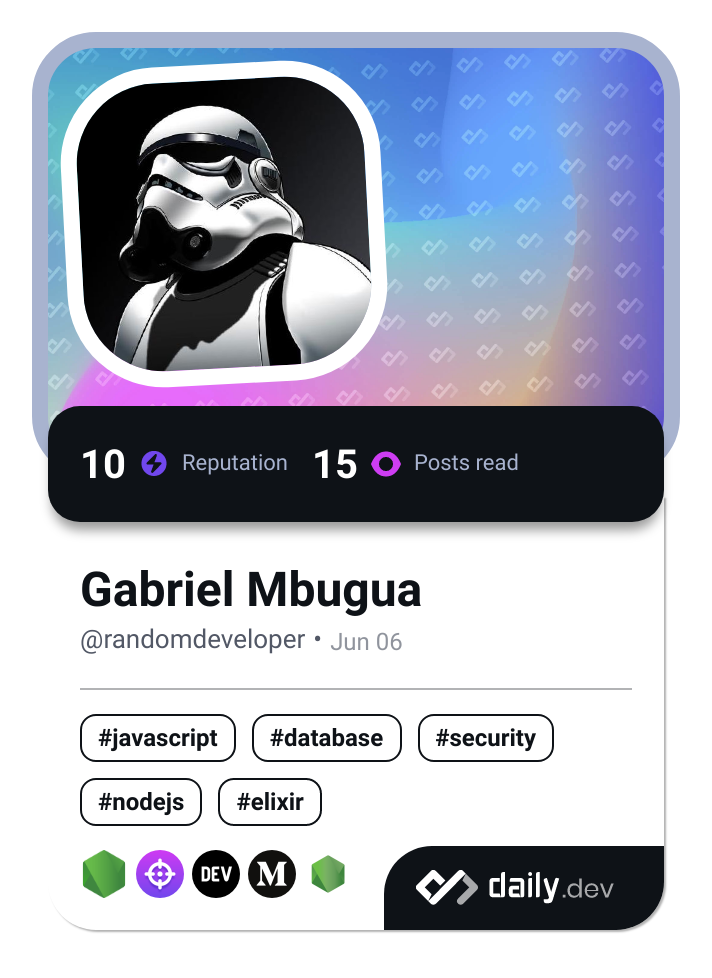 10 Reputation 15 Posts read
Gabriel Mbugua
@randomdeveloper • Jun 06
#javascript #database #security
#nodejs #elixir
DEV M
daily.dev